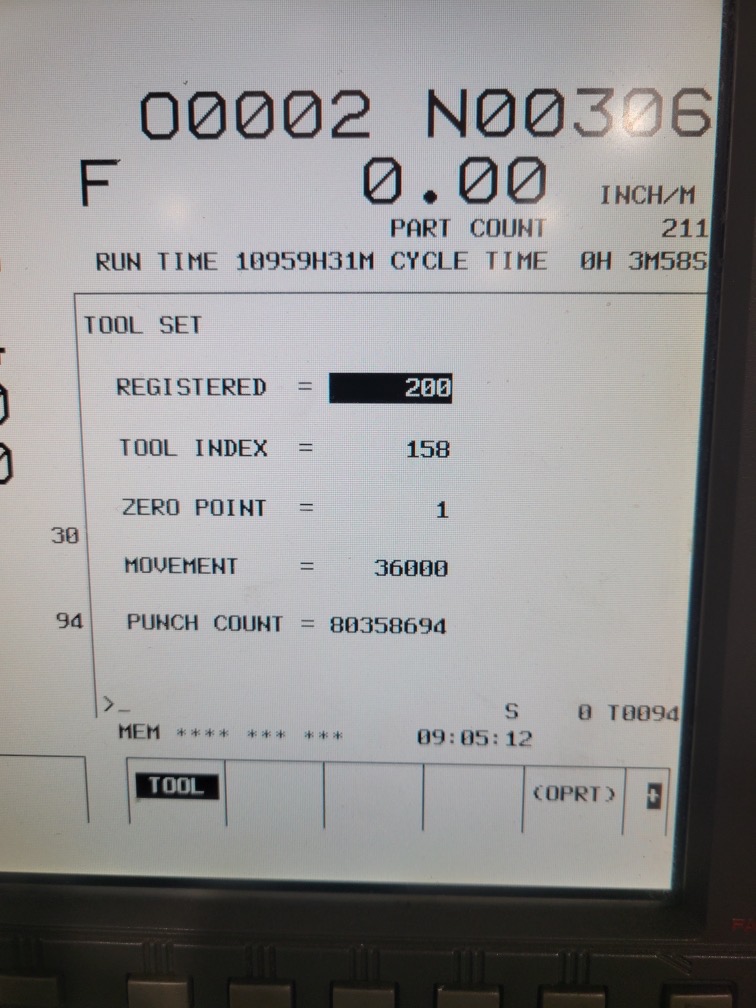 O0002 N00306
F 0.00 INCH/M
PART COUNT 211
RUN TIME 10959H31M CYCLE TIME 0H 3M58S
TOOL SET
REGISTERED = 200
TOOL INDEX = 158
ZERO POINT = 1
30
MOVEMENT = 36000
94
PUNCH COUNT = 80358694
>_
S 0 T0094
MEM **** *** *** 09:05:12
TOOL (OPRT) +